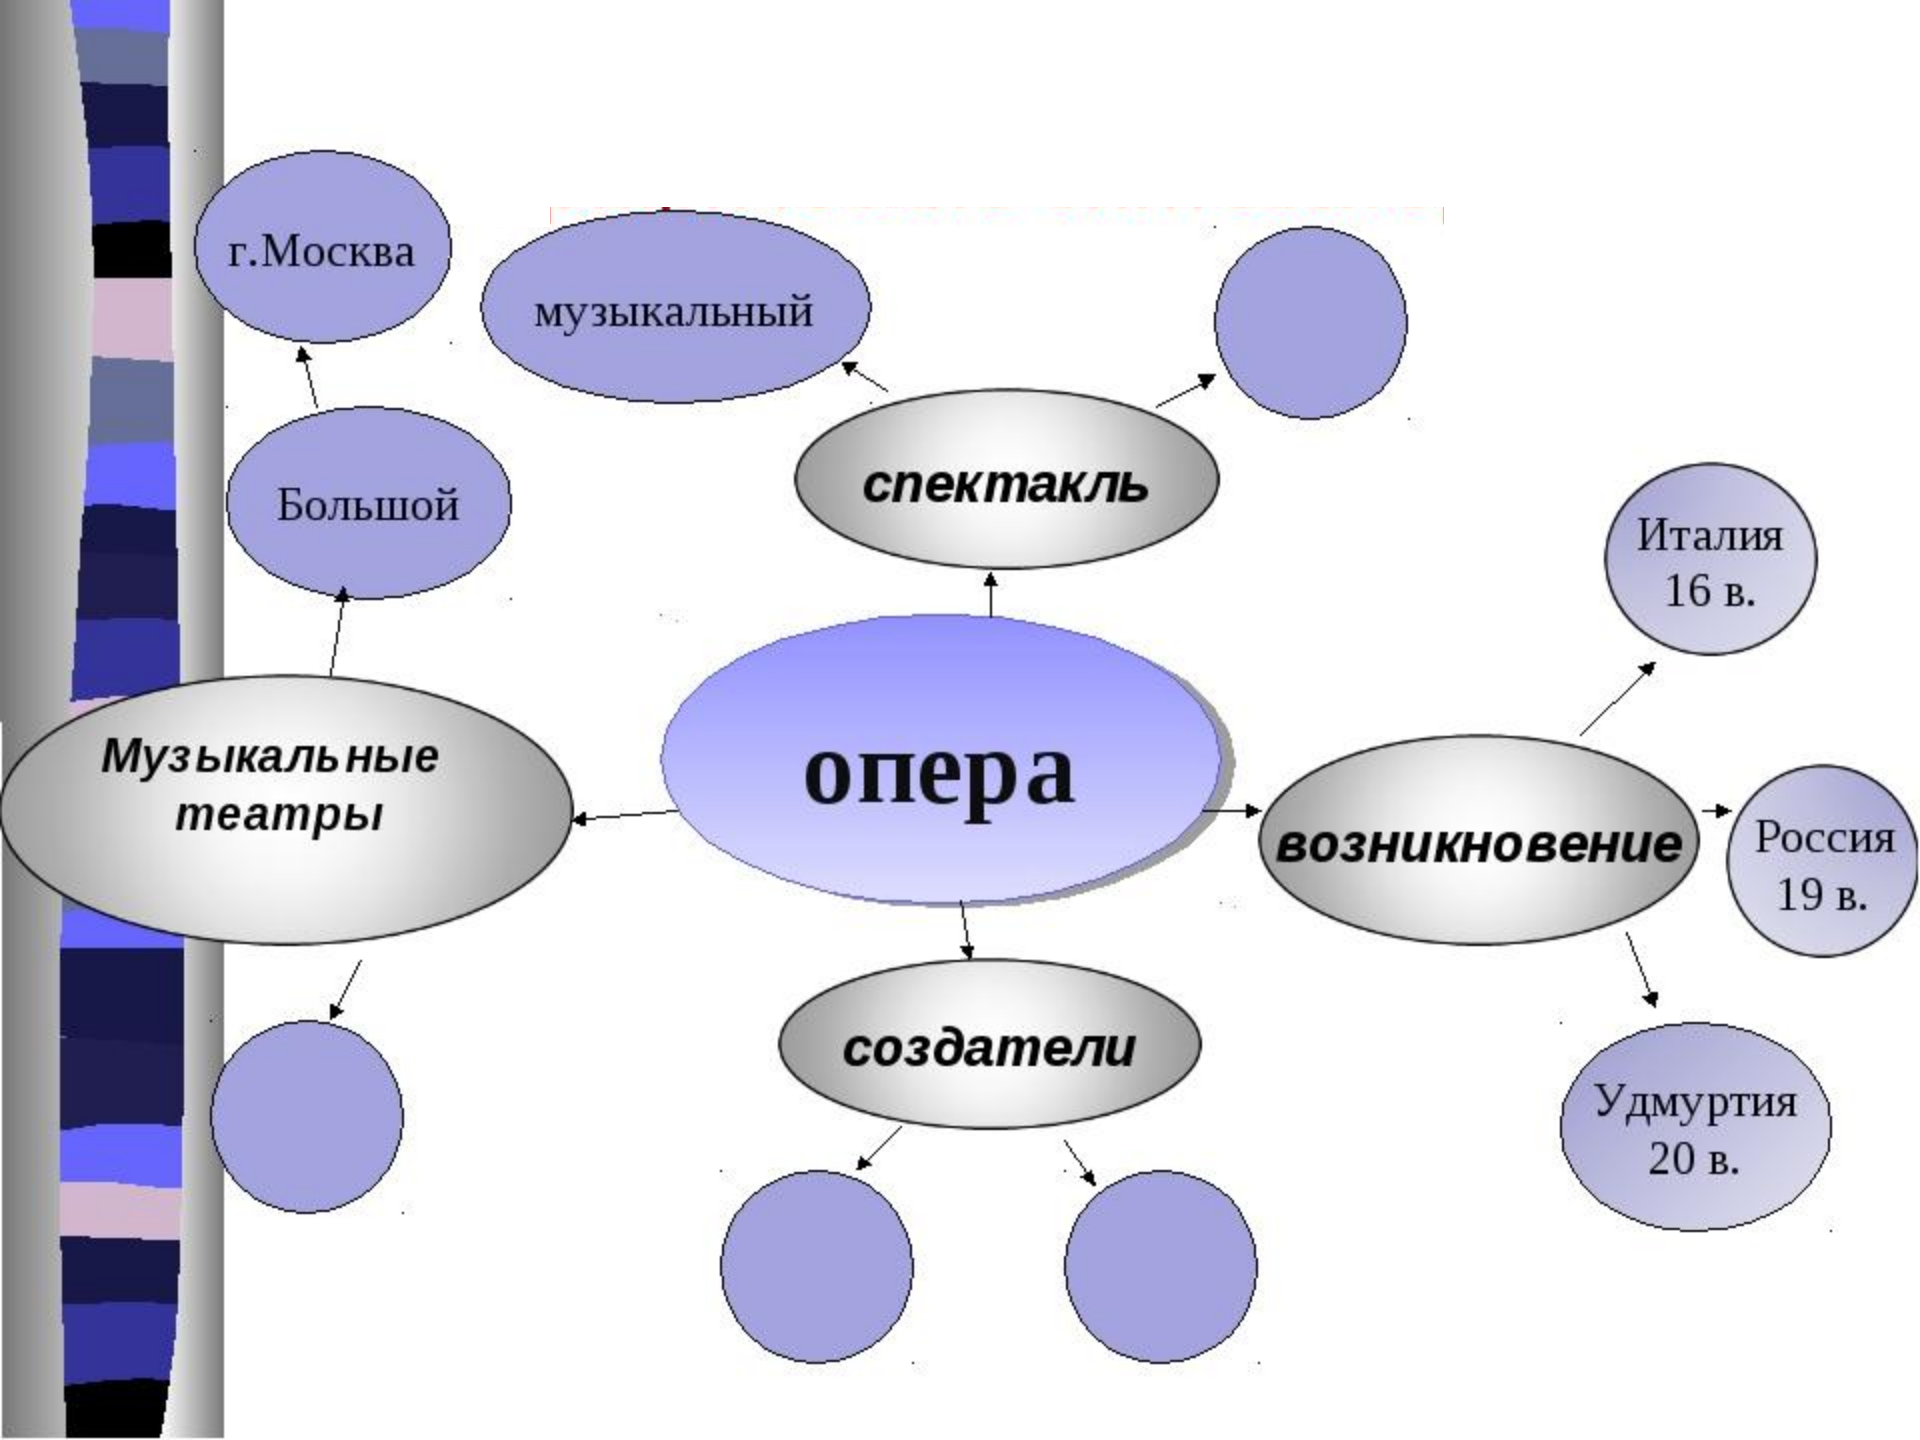 г.Москва
музыкальный
Большой
спектакль
Италия
16 в.
Музыкальные
театры
опера
возникновение
Россия
19 в.
создатели
Удмуртия
20 в.